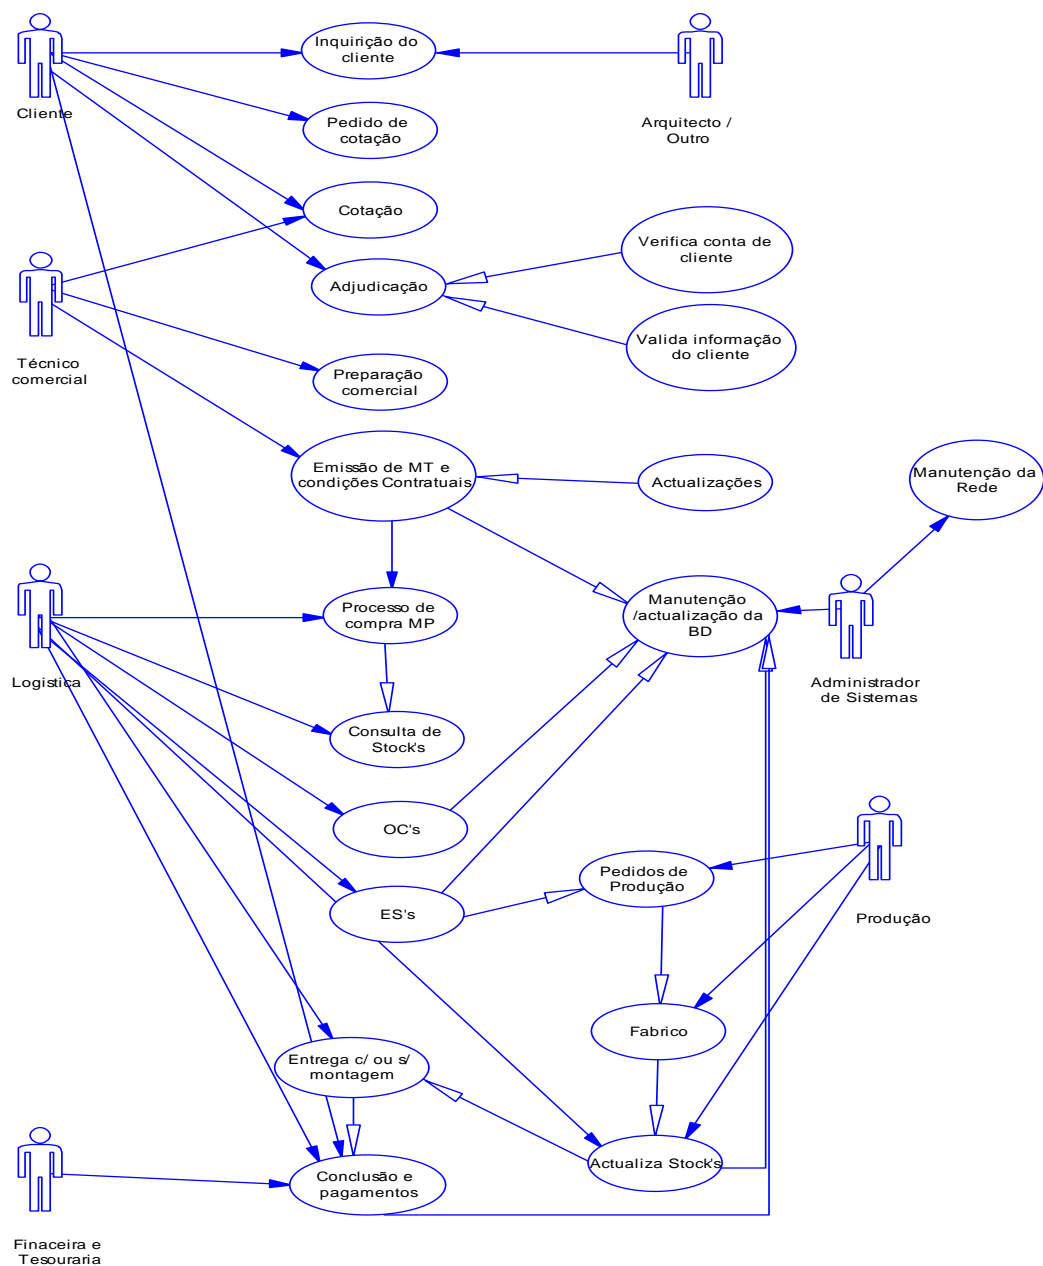 Inquirição do
cliente
Cliente
Arquitecto /
Outro
Pedido de
cotação
Cotação
Verifica conta de
cliente
Adjudicação
Valida informação
do cliente
Técnico
comercial
Preparação
comercial
Emissão de MT e
condições Contratuais
Actualizações
Manutenção da
Rede
Processo de
compra MP
Manutenção
/actualização da
BD
Logistica
Administrador
de Sistemas
Consulta de
Stock's
OC's
Pedidos de
Produção
ES's
Produção
Fabrico
Entrega c/ ou s/
montagem
Actualiza Stock's
Conclusão e
pagamentos
Finaceira e
Tesouraria